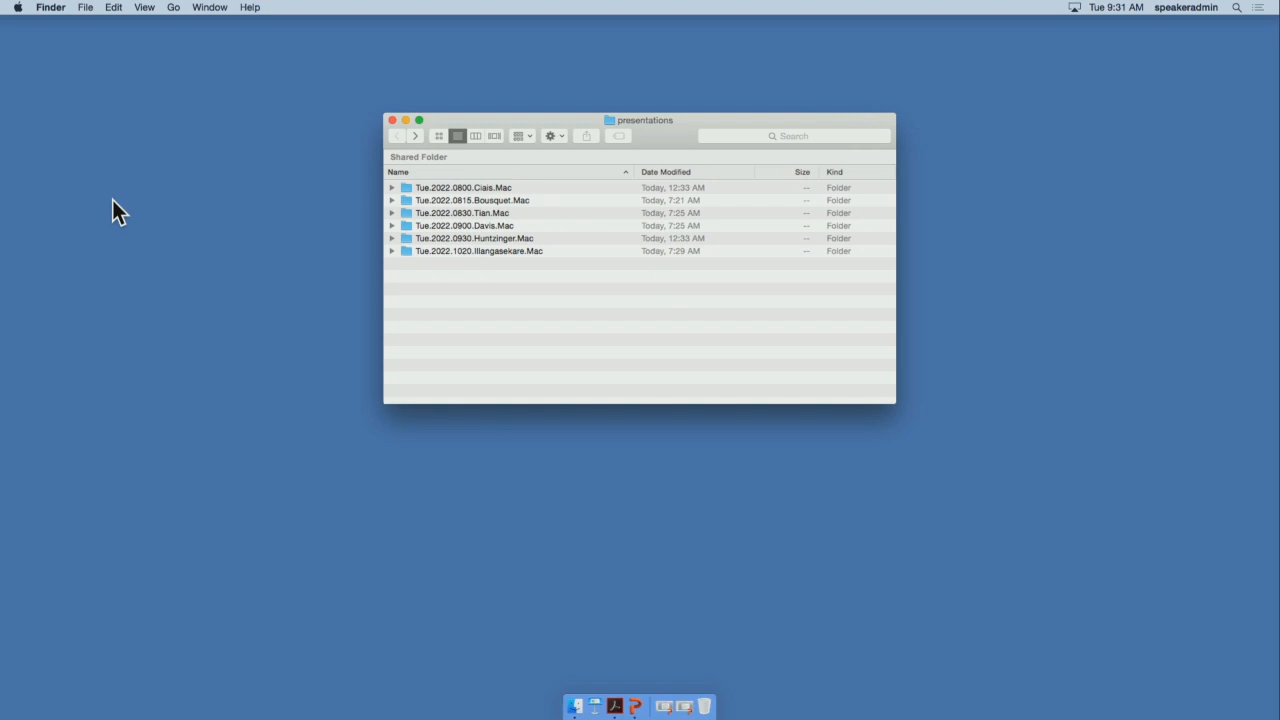 Finder File Edit View Go Window Help Tue 9:31 AM speakeradmin
presentations
Search
Shared Folder
Name Date Modified Size Kind
Tue.2022.0800.Ciais.Mac Today, 12:33 AM -- Folder
Tue.2022.0815.Bousquet.Mac Today, 7:21 AM -- Folder
Tue.2022.0830.Tian.Mac Today, 7:25 AM -- Folder
Tue.2022.0900.Davis.Mac Today, 7:25 AM -- Folder
Tue.2022.0930.Huntzinger.Mac Today, 12:33 AM -- Folder
Tue.2022.1020.Illangasekare.Mac Today, 7:29 AM -- Folder